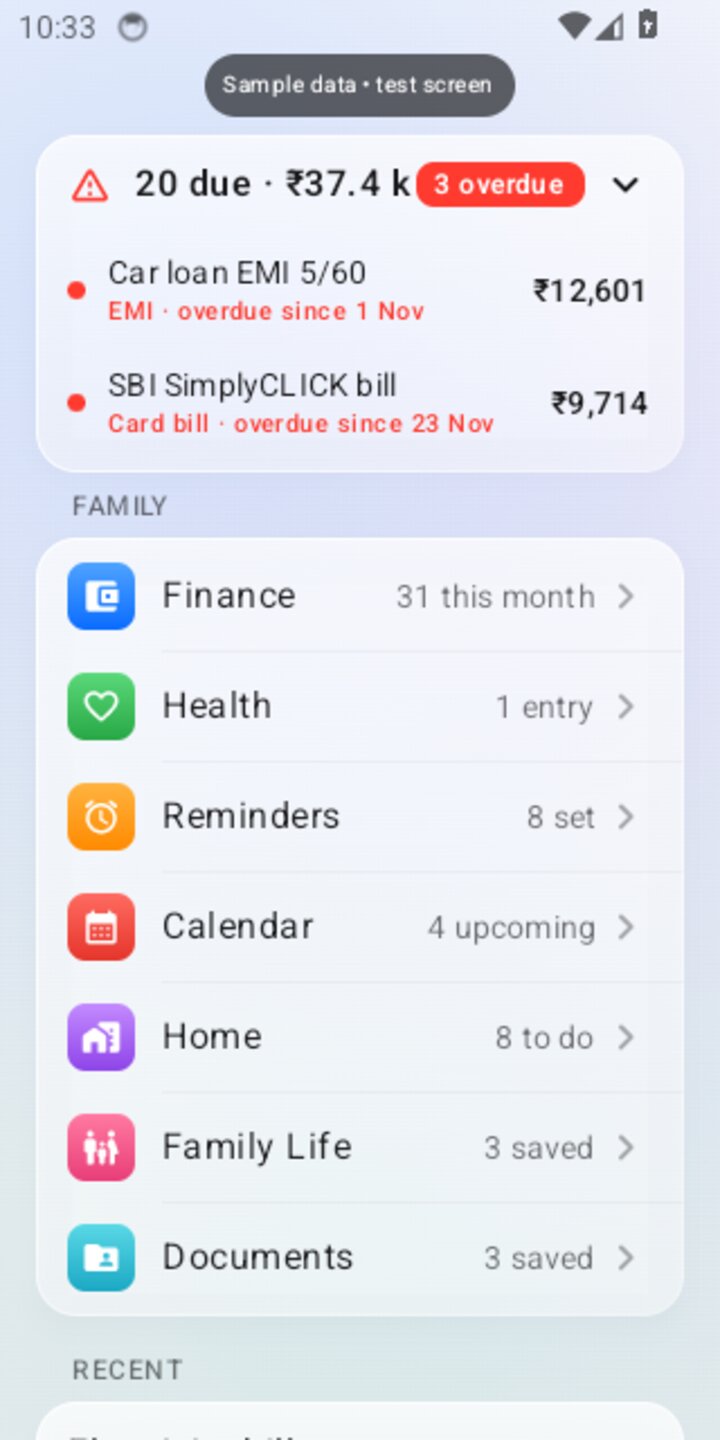 10:33
Sample data • test screen
20 due · ₹37.4 k 3 overdue
Car loan EMI 5/60
₹12,601
EMI · overdue since 1 Nov
SBI SimplyCLICK bill
₹9,714
Card bill · overdue since 23 Nov
FAMILY
Finance 31 this month
Health 1 entry
Reminders 8 set
Calendar 4 upcoming
Home 8 to do
Family Life 3 saved
Documents 3 saved
RECENT